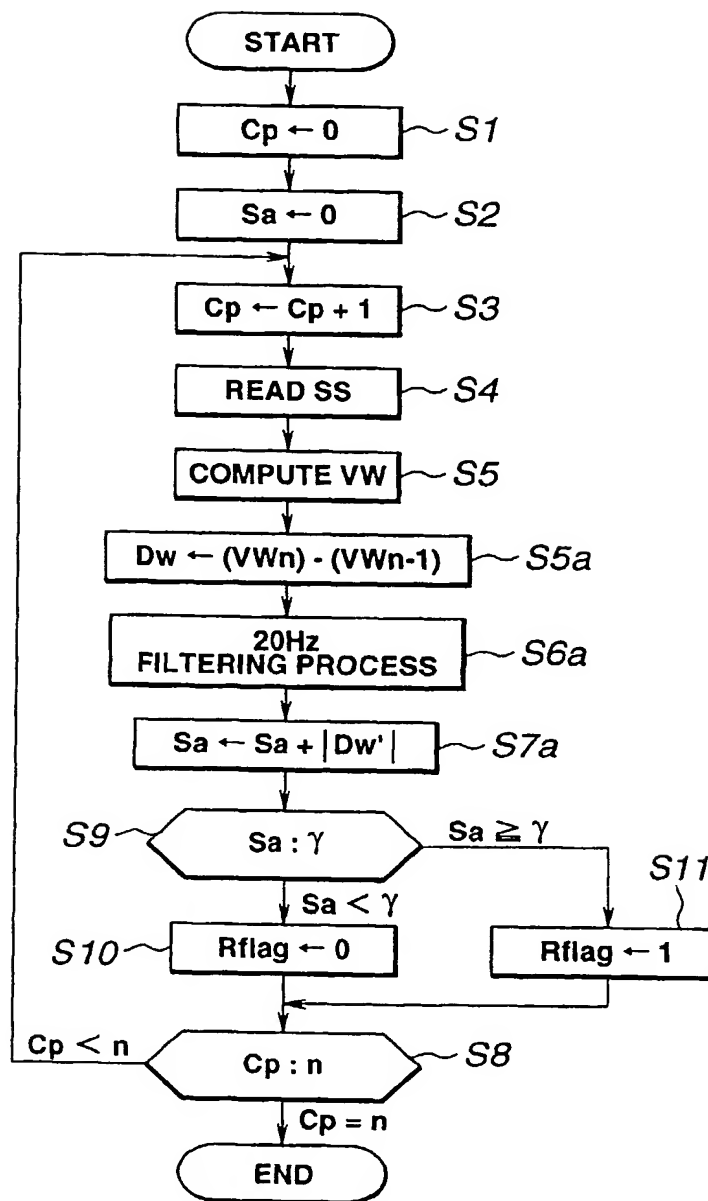 START
Cp ← 0
S1
Sa ← 0
S2
Cp ← Cp + 1
S3
READ SS
S4
COMPUTE VW
S5
Dw ← (VWn) - (VWn-1)
S5a
20Hz
FILTERING PROCESS
S6a
Sa ← Sa + |Dw'|
S7a
S9
Sa : γ
Sa ≧ γ
Sa < γ
S11
S10
Rflag ← 0
Rflag ← 1
Cp < n
Cp : n
S8
Cp = n
END